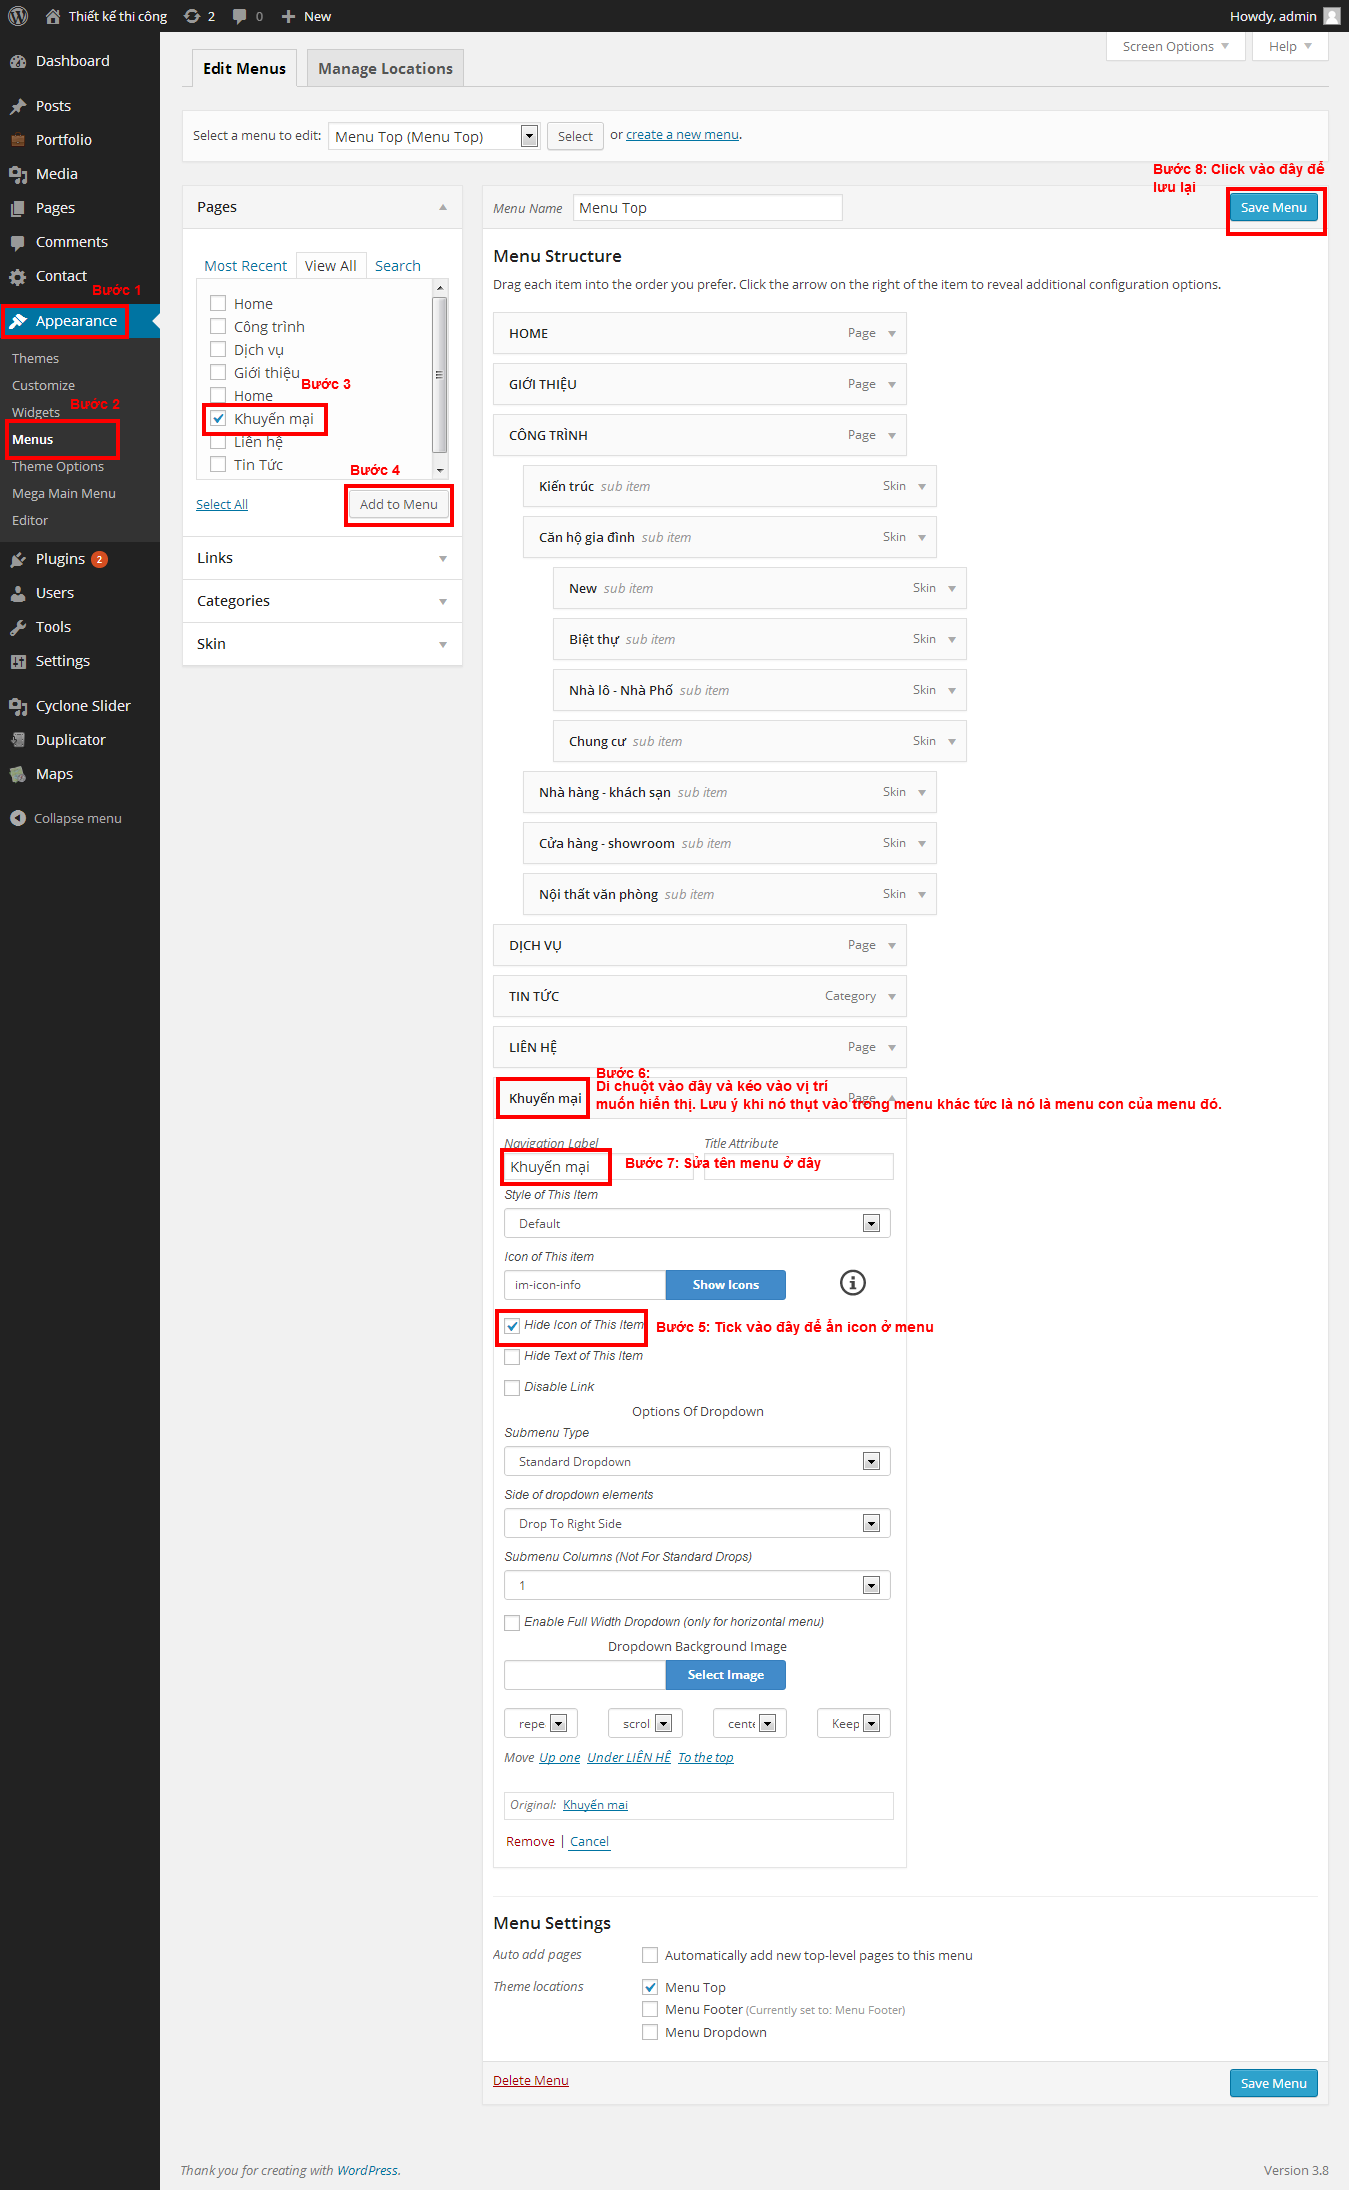 Thiết kế thi công 2 0 New Howdy, admin
Dashboard
Posts
Portfolio
Media
Pages
Comments
Contact
Bước 1
Appearance
Themes
Customize
Widgets
Bước 2
Menus
Theme Options
Mega Main Menu
Editor
Plugins 2
Users
Tools
Settings
Cyclone Slider
Duplicator
Maps
Collapse menu
Screen Options Help
Edit Menus Manage Locations
Select a menu to edit: Menu Top (Menu Top) Select or create a new menu.
Pages
Most Recent View All Search
Home
Công trình
Dịch vụ
Giới thiệu
Bước 3
Home
Khuyến mại
Liên hệ
Tin Tức
Bước 4
Select All Add to Menu
Links
Categories
Skin
Bước 8: Click vào đây để
lưu lại
Menu Name Menu Top Save Menu
Menu Structure
Drag each item into the order you prefer. Click the arrow on the right of the item to reveal additional configuration options.
HOME Page
GIỚI THIỆU Page
CÔNG TRÌNH Page
Kiến trúc sub item Skin
Căn hộ gia đình sub item Skin
New sub item Skin
Biệt thự sub item Skin
Nhà lô - Nhà Phố sub item Skin
Chung cư sub item Skin
Nhà hàng - khách sạn sub item Skin
Cửa hàng - showroom sub item Skin
Nội thất văn phòng sub item Skin
DỊCH VỤ Page
TIN TỨC Category
LIÊN HỆ Page
Bước 6:
Di chuột vào đây và kéo vào vị trí
muốn hiển thị. Lưu ý khi nó thụt vào trong menu khác tức là nó là menu con của menu đó.
Khuyến mại Page
Navigation Label Title Attribute
Khuyến mại Bước 7: Sửa tên menu ở đây
Style of This Item
Default
Icon of This item
im-icon-info Show Icons
Hide Icon of This Item Bước 5: Tick vào đây để ẩn icon ở menu
Hide Text of This Item
Disable Link
Options Of Dropdown
Submenu Type
Standard Dropdown
Side of dropdown elements
Drop To Right Side
Submenu Columns (Not For Standard Drops)
1
Enable Full Width Dropdown (only for horizontal menu)
Dropdown Background Image
Select Image
repe scrol cente Keep
Move Up one Under LIÊN HỆ To the top
Original: Khuyến mại
Remove | Cancel
Menu Settings
Auto add pages Automatically add new top-level pages to this menu
Theme locations Menu Top
Menu Footer (Currently set to: Menu Footer)
Menu Dropdown
Delete Menu Save Menu
Thank you for creating with WordPress. Version 3.8